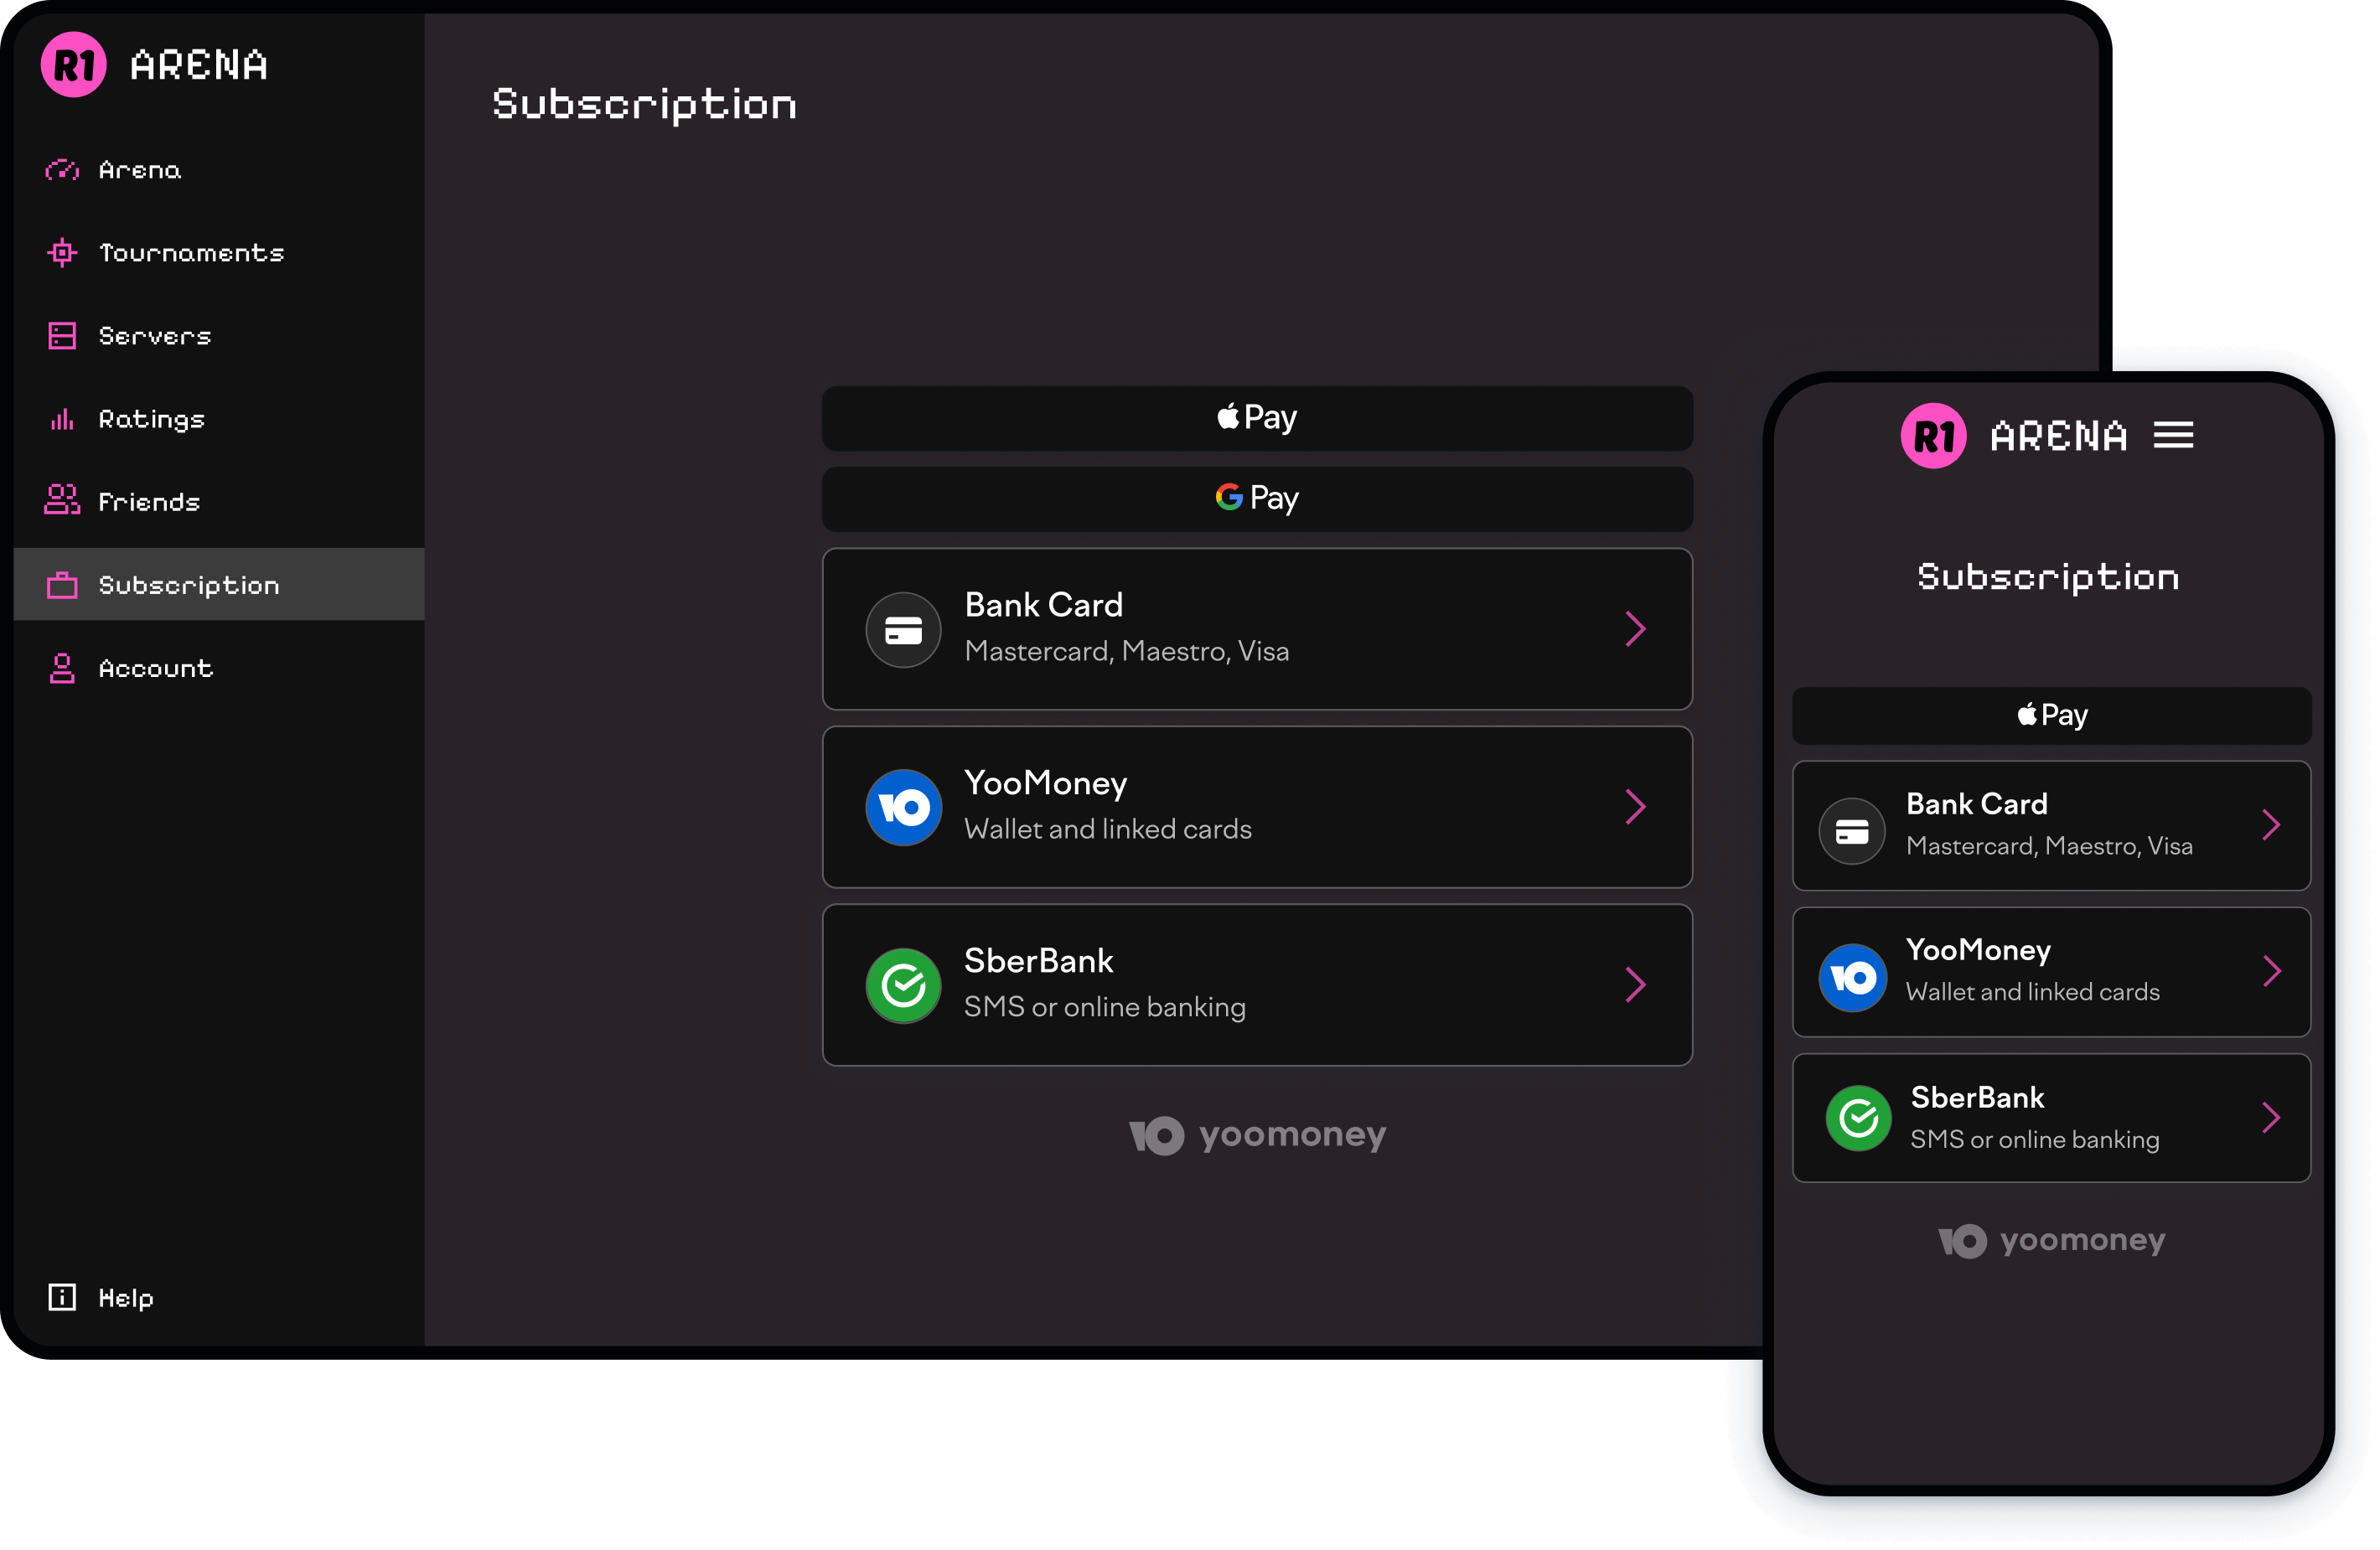 R1 ARENA
Arena
Tournaments
Servers
Ratings
Friends
Subscription
Account
Help
Subscription
Pay
G Pay
Bank Card
Mastercard, Maestro, Visa
YooMoney
Wallet and linked cards
SberBank
SMS or online banking
yoomoney
R1 ARENA
Subscription
Pay
Bank Card
Mastercard, Maestro, Visa
YooMoney
Wallet and linked cards
SberBank
SMS or online banking
yoomoney